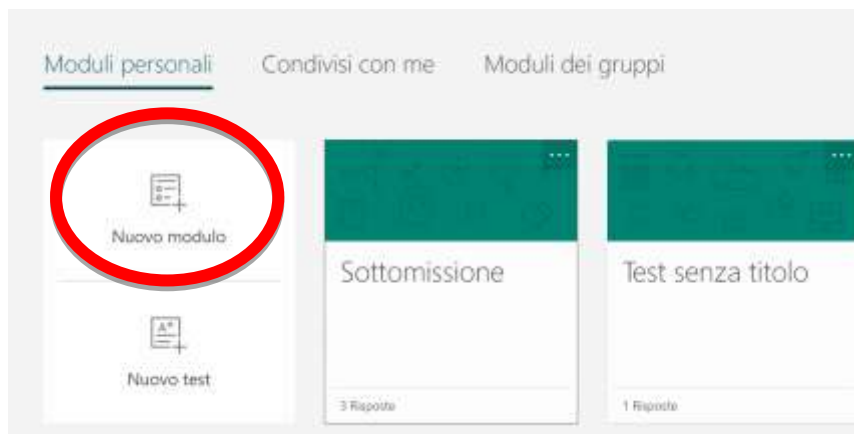 Moduli personali Condivisi con me Moduli dei gruppi
Nuovo modulo
Nuovo test
Sottomissione
3 Risposte
Test senza titolo
1 Risposte